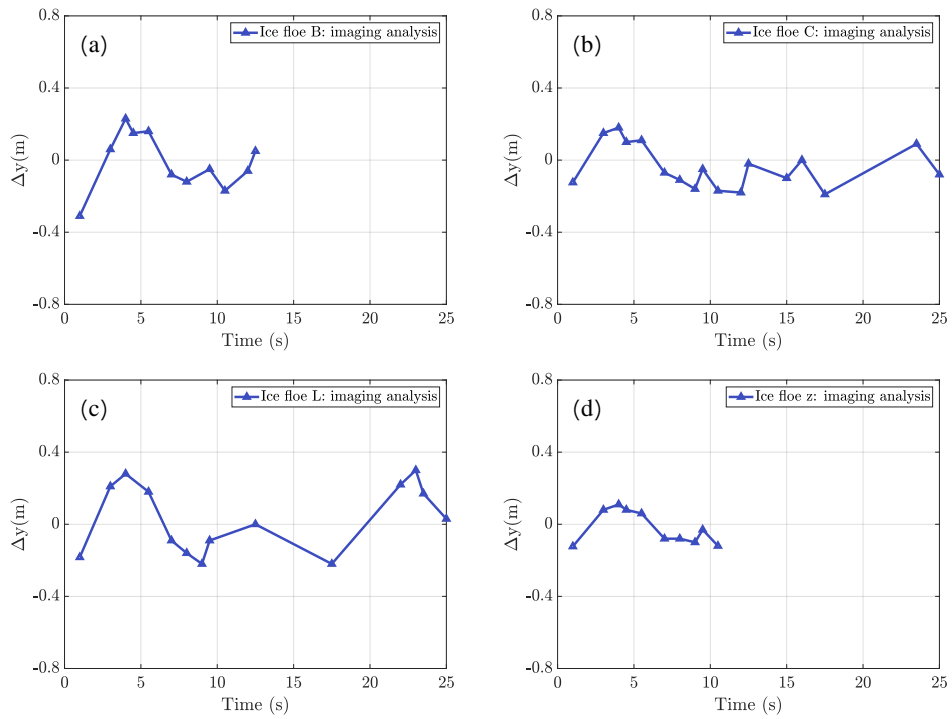 (a)
Ice floe B: imaging analysis
0.8
0.4
0
-0.4
-0.8
Δy(m)
0 5 10 15 20 25
Time (s)
(b)
Ice floe C: imaging analysis
0.8
0.4
0
-0.4
-0.8
Δy(m)
0 5 10 15 20 25
Time (s)
(c)
Ice floe L: imaging analysis
0.8
0.4
0
-0.4
-0.8
Δy(m)
0 5 10 15 20 25
Time (s)
(d)
Ice floe z: imaging analysis
0.8
0.4
0
-0.4
-0.8
Δy(m)
0 5 10 15 20 25
Time (s)